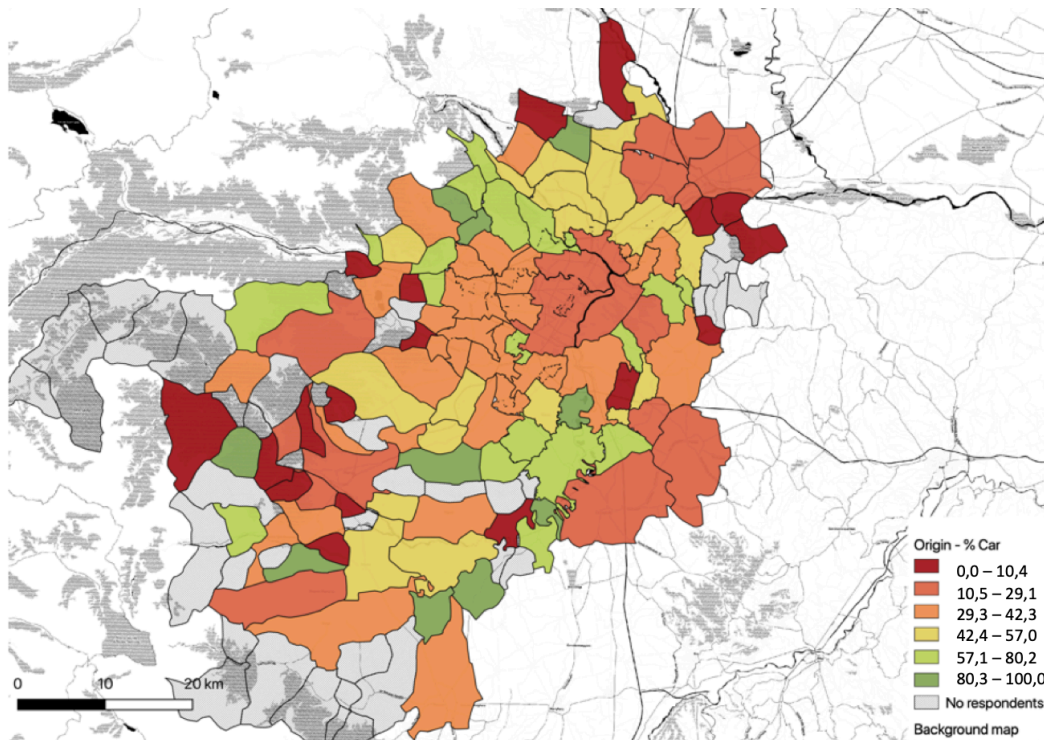 Origin - % Car
0,0 – 10,4
10,5 – 29,1
29,3 – 42,3
42,4 – 57,0
57,1 – 80,2
80,3 – 100,0
No respondents
Background map
0 10 20 km